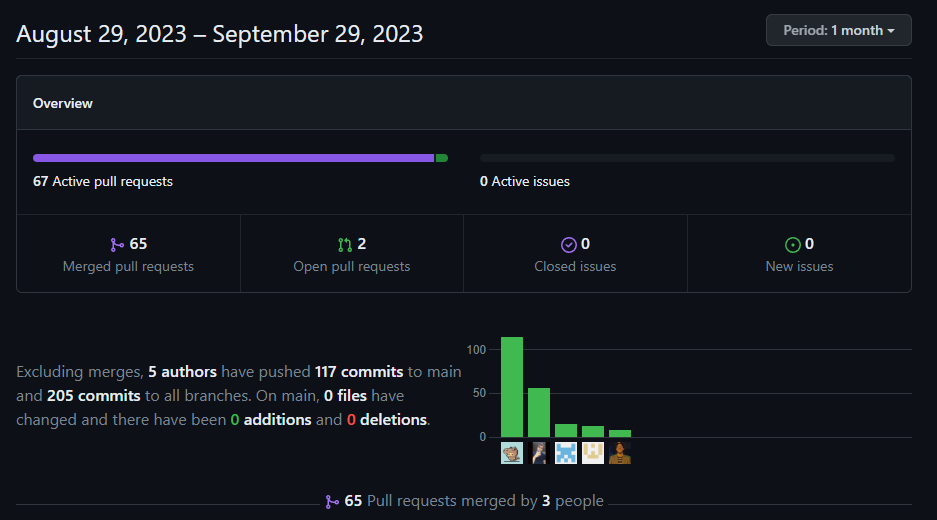 August 29, 2023 – September 29, 2023
Period: 1 month
Overview
67 Active pull requests
0 Active issues
65
Merged pull requests
2
Open pull requests
0
Closed issues
0
New issues
Excluding merges, 5 authors have pushed 117 commits to main
and 205 commits to all branches. On main, 0 files have
changed and there have been 0 additions and 0 deletions.
100
50
0
65 Pull requests merged by 3 people